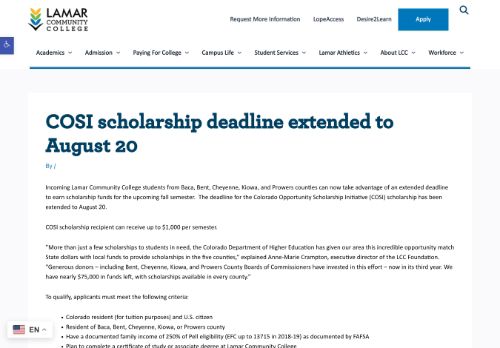 LAMAR
COMMUNITY
COLLEGE
Request More Information
LopeAccess
Desire2Learn
Apply
Academics
Admission
Paying For College
Campus Life
Student Services
Lamar Athletics
About LCC
Workforce
COSI scholarship deadline extended to
August 20
By /
Incoming Lamar Community College students from Baca, Bent, Cheyenne, Kiowa, and Prowers counties can now take advantage of an extended deadline
to earn scholarship funds for the upcoming fall semester. The deadline for the Colorado Opportunity Scholarship Initiative (COSI) scholarship has been
extended to August 20.
COSI scholarship recipient can receive up to $1,000 per semester.
"More than just a few scholarships to students in need, the Colorado Department of Higher Education has given our area this incredible opportunity match
State dollars with local funds to provide scholarships in the five counties," explained Anne-Marie Crampton, executive director of the LCC Foundation.
"Generous donors – including Bent, Cheyenne, Kiowa, and Prowers County Boards of Commissioners have invested in this effort – now in its third year. We
have nearly $75,000 in funds left, with scholarships available in every county."
To qualify, applicants must meet the following criteria:
• Colorado resident (for tuition purposes) and U.S. citizen
• Resident of Baca, Bent, Cheyenne, Kiowa, or Prowers county
• Have a documented family income of 250% of Pell eligibility (EFC up to 13715 in 2018-19) as documented by FAFSA
• Plan to complete a certificate of study or associate degree at Lamar Community College
EN